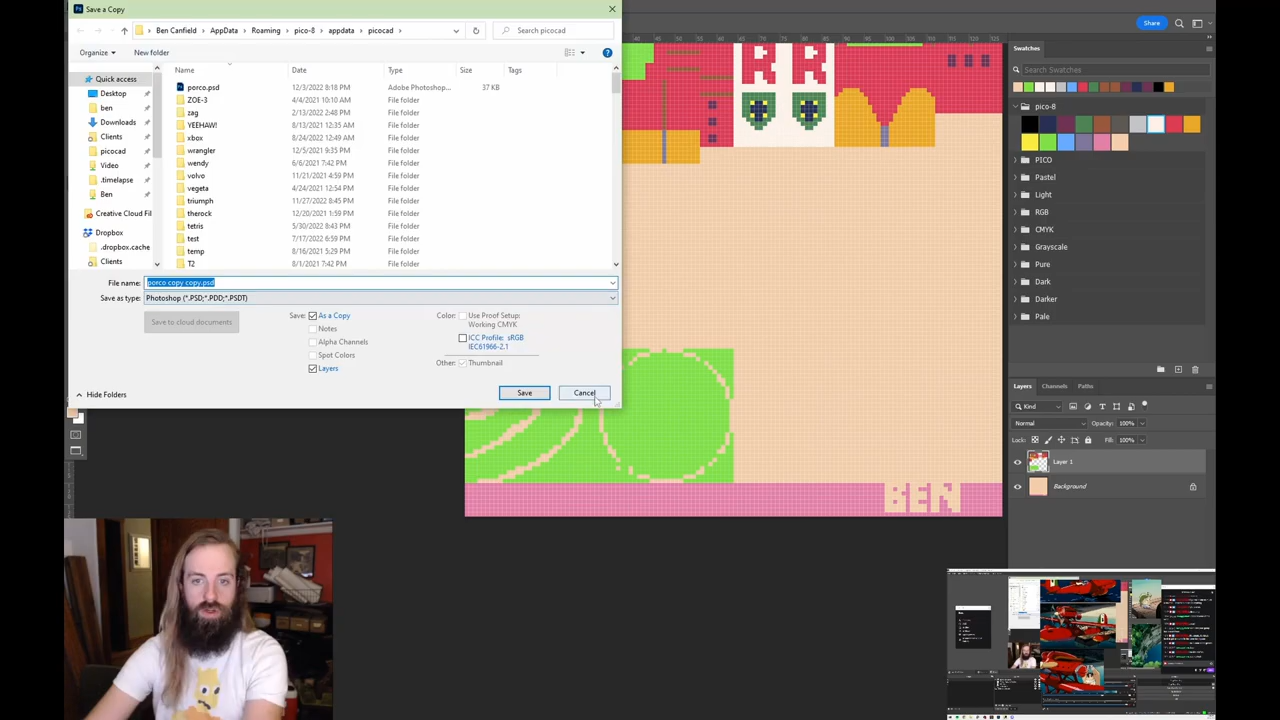 Save a Copy
Ben Canfield > AppData > Roaming > pico-8 > appdata > picocad >
Search picocad
Organize
New folder
Name
Date
Type
Size
Tags
Quick access
Desktop
ben
Downloads
Clients
picocad
Video
.timelapse
Ben
Creative Cloud Fil
Dropbox
.dropbox.cache
Clients
porco.psd 12/3/2022 8:18 PM Adobe Photoshop... 37 KB
ZOE-3 4/4/2021 10:10 AM File folder
zag 2/13/2022 2:48 PM File folder
YEEHAW! 8/13/2022 12:35 AM File folder
xbox 8/24/2022 12:49 AM File folder
wrangler 12/5/2021 9:35 PM File folder
wendy 6/6/2021 7:42 PM File folder
volvo 11/21/2021 4:59 PM File folder
vegeta 4/24/2021 12:54 PM File folder
triumph 11/27/2022 8:45 PM File folder
therock 12/20/2021 1:59 PM File folder
tetris 5/30/2022 8:43 PM File folder
test 7/17/2022 6:59 PM File folder
temp 8/16/2021 5:29 PM File folder
T2 8/1/2021 7:42 PM File folder
File name: porco copy copy.psd
Save as type: Photoshop (*.PSD;*.PDD;*.PSDT)
Save to cloud documents
Save: As a Copy
Notes
Alpha Channels
Spot Colors
Layers
Color: Use Proof Setup:
Working CMYK
ICC Profile: sRGB
IEC61966-2.1
Other: Thumbnail
Hide Folders
Save
Cancel
R R
BEN
Share
Swatches
Search Swatches
pico-8
PICO
Pastel
Light
RGB
CMYK
Grayscale
Pure
Dark
Darker
Pale
Layers Channels Paths
Kind
Normal Opacity: 100%
Lock: Fill: 100%
Layer 1
Background